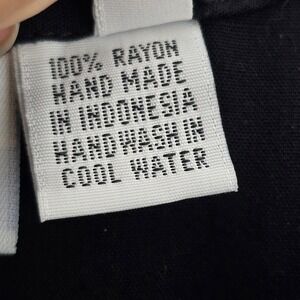 100% RAYON
HAND MADE
IN INDONESIA
HANDWASH IN
COOL WATER